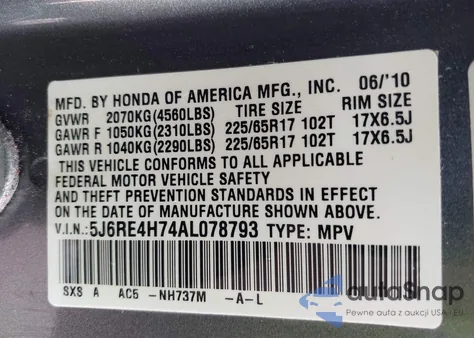 MFD. BY HONDA OF AMERICA MFG., INC. 06/'10
GVWR 2070KG(4560LBS) TIRE SIZE RIM SIZE
GAWR F 1050KG(2310LBS) 225/65R17 102T 17X6.5J
GAWR R 1040KG(2290LBS) 225/65R17 102T 17X6.5J
THIS VEHICLE CONFORMS TO ALL APPLICABLE
FEDERAL MOTOR VEHICLE SAFETY
AND THEFT PREVENTION STANDARDS IN EFFECT
ON THE DATE OF MANUFACTURE SHOWN ABOVE.
V.I.N.: 5J6RE4H74AL078793 TYPE: MPV
SXS A AC5 -NH737M -A-L
autoSnap
Pewne auta z aukcji USA i EU